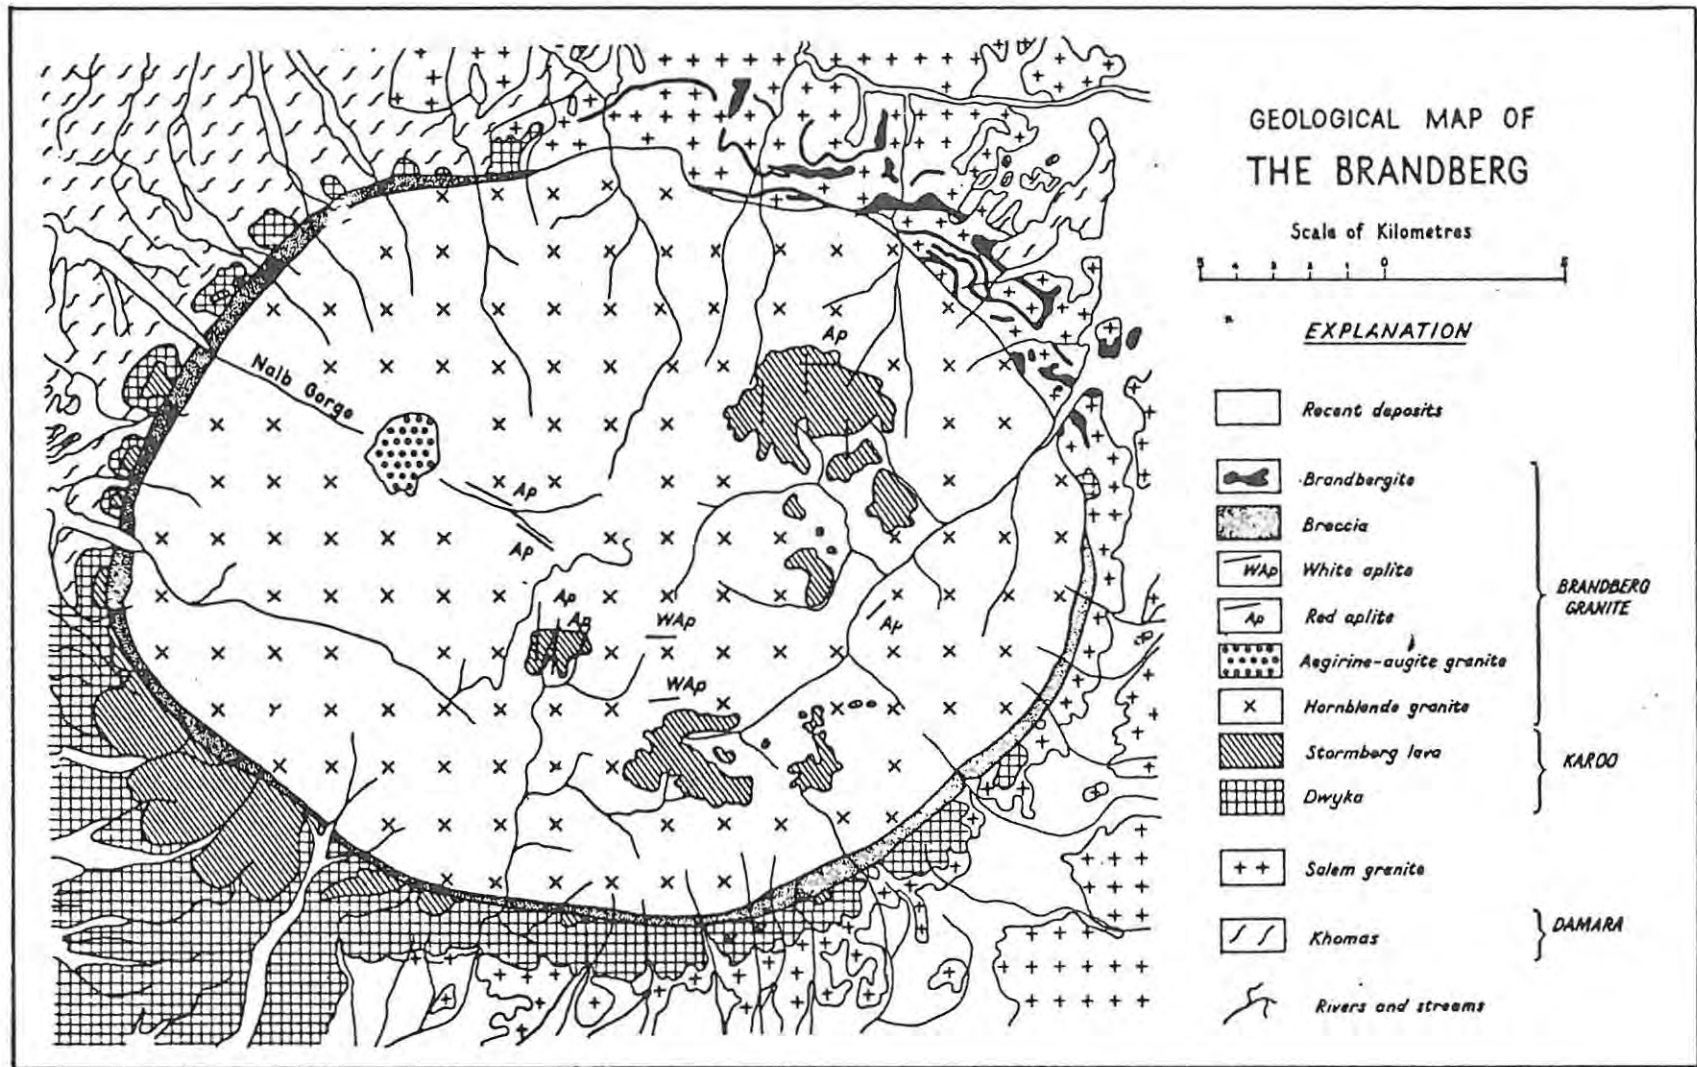 GEOLOGICAL MAP OF
THE BRANDBERG
Scale of Kilometres
5 4 3 2 1 0 5
EXPLANATION
Recent deposits
Brandbergite
Breccia
WAp White aplite
Ap Red aplite
Aegirine-augite granite
Hornblende granite
Stormberg lava
Dwyka
Salem granite
Khomas
Rivers and streams
BRANDBERG
GRANITE
KAROO
DAMARA
Ap
Naib Gorge
Ap
Ap
Ap
Ap
WAp
Ap
WAp